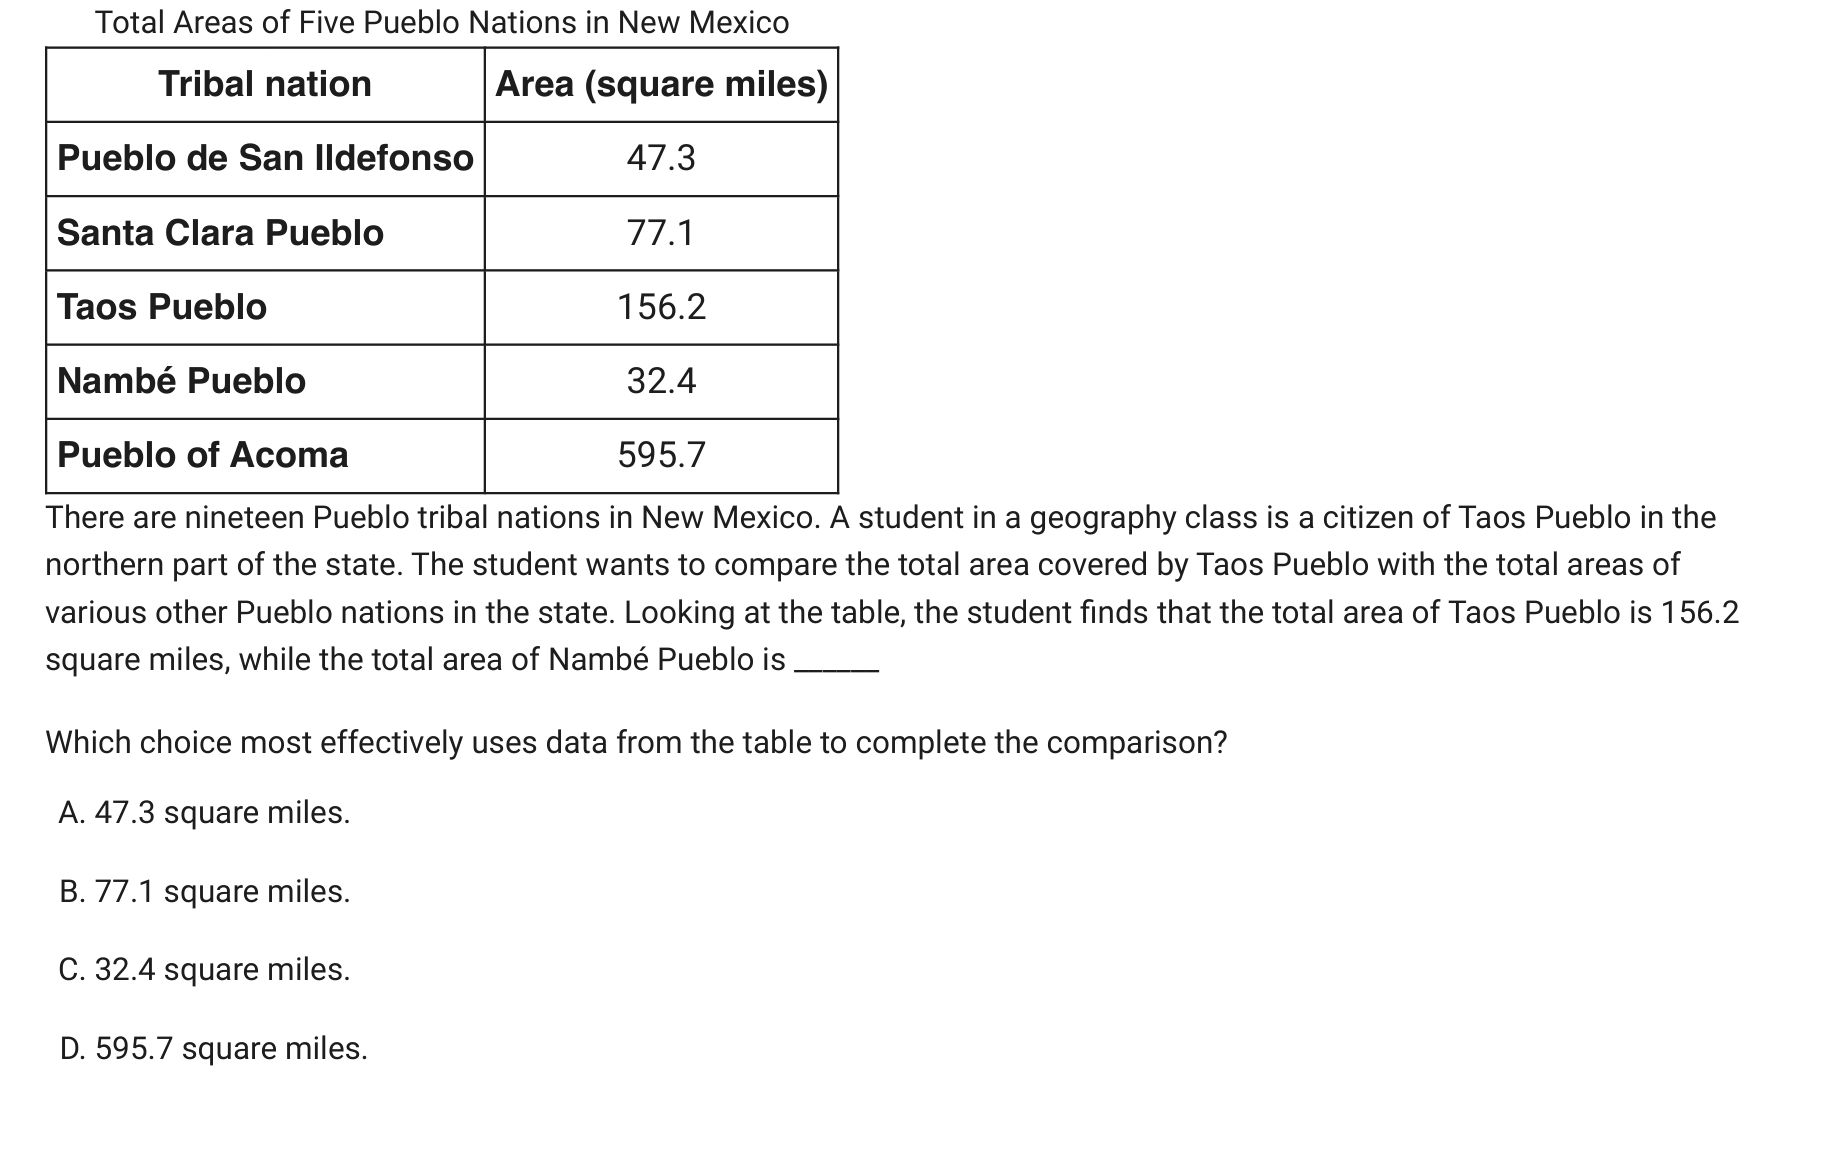 Total Areas of Five Pueblo Nations in New Mexico
Tribal nation Area (square miles)
Pueblo de San Ildefonso 47.3
Santa Clara Pueblo 77.1
Taos Pueblo 156.2
Nambé Pueblo 32.4
Pueblo of Acoma 595.7
There are nineteen Pueblo tribal nations in New Mexico. A student in a geography class is a citizen of Taos Pueblo in the
northern part of the state. The student wants to compare the total area covered by Taos Pueblo with the total areas of
various other Pueblo nations in the state. Looking at the table, the student finds that the total area of Taos Pueblo is 156.2
square miles, while the total area of Nambé Pueblo is ______
Which choice most effectively uses data from the table to complete the comparison?
A. 47.3 square miles.
B. 77.1 square miles.
C. 32.4 square miles.
D. 595.7 square miles.